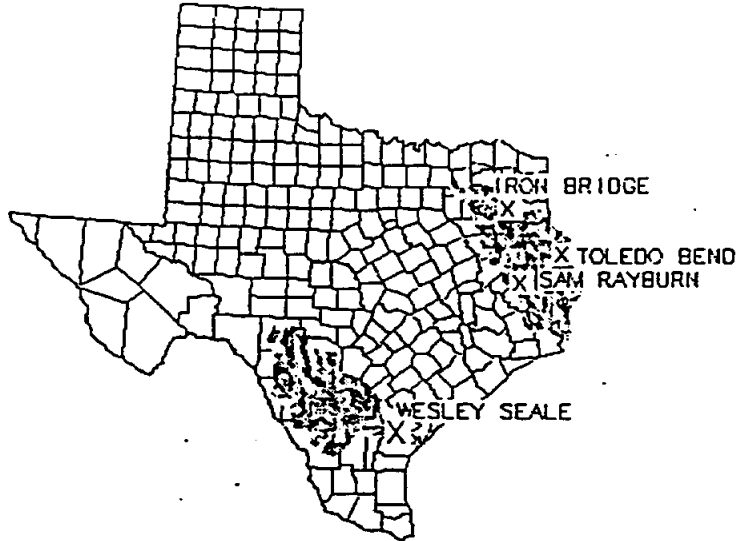 IRON BRIDGE
X
X TOLEDO BEND
X SAM RAYBURN
WESLEY SEALE
X